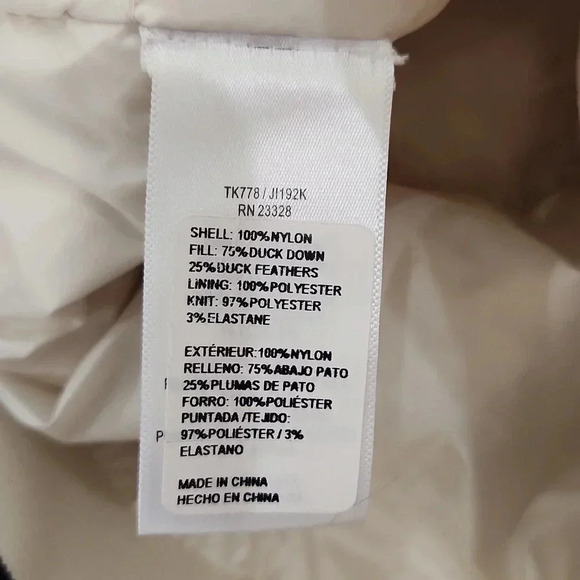 TK778 / JI192K
RN 23328
SHELL: 100%NYLON
FILL: 75%DUCK DOWN
25%DUCK FEATHERS
LINING: 100%POLYESTER
KNIT: 97%POLYESTER
3%ELASTANE
EXTÉRIEUR:100%NYLON
RELLENO: 75%ABAJO PATO
25%PLUMAS DE PATO
FORRO: 100%POLIÉSTER
PUNTADA /TEJIDO:
97%POLIÉSTER / 3%
ELASTANO
MADE IN CHINA
HECHO EN CHINA